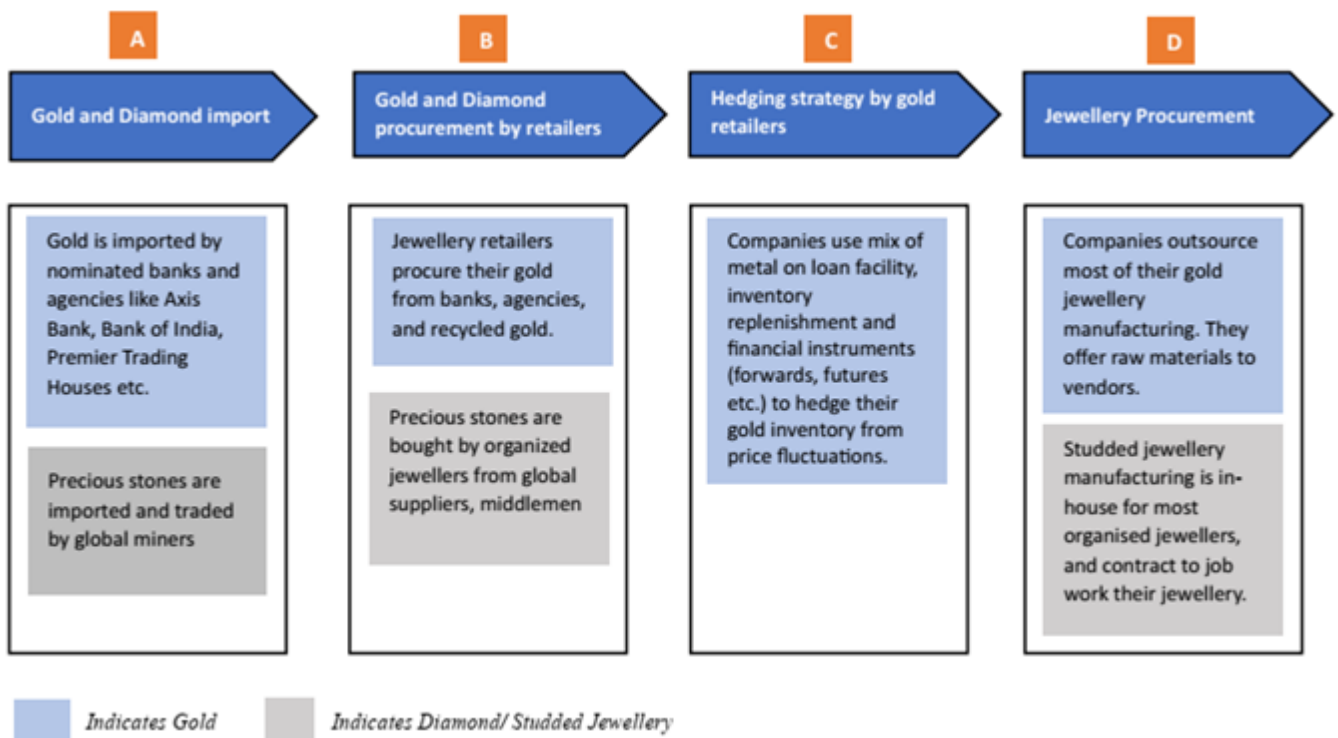 A
B
C
D
Gold and Diamond import
Gold and Diamond
procurement by retailers
Hedging strategy by gold
retailers
Jewellery Procurement
Gold is imported by
nominated banks and
agencies like Axis
Bank, Bank of India,
Premier Trading
Houses etc.
Precious stones are
imported and traded
by global miners
Jewellery retailers
procure their gold
from banks, agencies,
and recycled gold.
Precious stones are
bought by organized
jewellers from global
suppliers, middlemen
Companies use mix of
metal on loan facility,
inventory
replenishment and
financial instruments
(forwards, futures
etc.) to hedge their
gold inventory from
price fluctuations.
Companies outsource
most of their gold
jewellery
manufacturing. They
offer raw materials to
vendors.
Studded jewellery
manufacturing is in-
house for most
organised jewellers,
and contract to job
work their jewellery.
Indicates Gold
Indicates Diamond/ Studded Jewellery